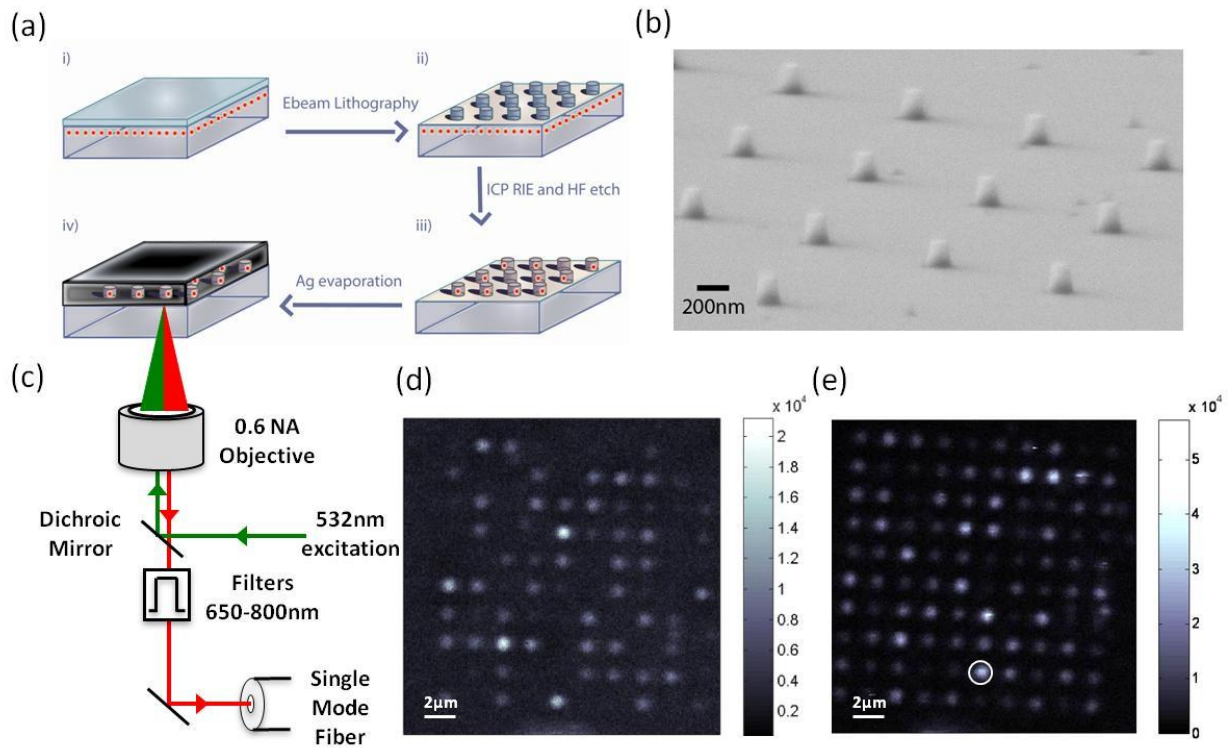 (a)
i)
Ebeam Lithography
ii)
ICP RIE and HF etch
iv)
Ag evaporation
iii)
(b)
200nm
(c)
0.6 NA
Objective
Dichroic
Mirror
532nm
excitation
Filters
650-800nm
Single
Mode
Fiber
(d)
x 10⁴
2
1.8
1.6
1.4
1.2
1
0.8
0.6
0.4
0.2
2μm
(e)
x 10⁴
5
4
3
2
1
0
2μm